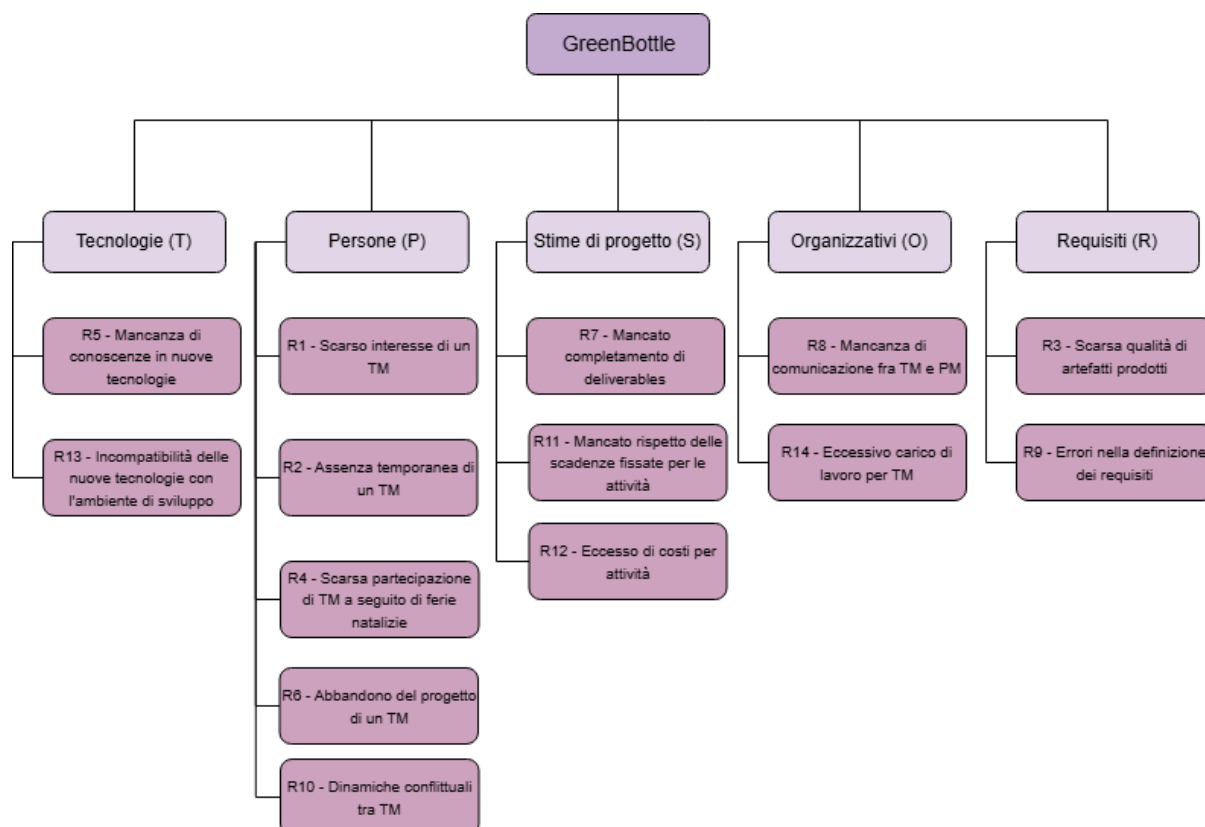 GreenBottle
Tecnologie (T)
R5 - Mancanza di
conoscenze in nuove
tecnologie
R13 - Incompatibilità delle
nuove tecnologie con
l'ambiente di sviluppo
Persone (P)
R1 - Scarso interesse di un
TM
R2 - Assenza temporanea di
un TM
R4 - Scarsa partecipazione
di TM a seguito di ferie
natalizie
R6 - Abbandono del progetto
di un TM
R10 - Dinamiche conflittuali
tra TM
Stime di progetto (S)
R7 - Mancato
completamento di
deliverables
R11 - Mancato rispetto delle
scadenze fissate per le
attività
R12 - Eccesso di costi per
attività
Organizzativi (O)
R8 - Mancanza di
comunicazione fra TM e PM
R14 - Eccessivo carico di
lavoro per TM
Requisiti (R)
R3 - Scarsa qualità di
artefatti prodotti
R9 - Errori nella definizione
dei requisiti